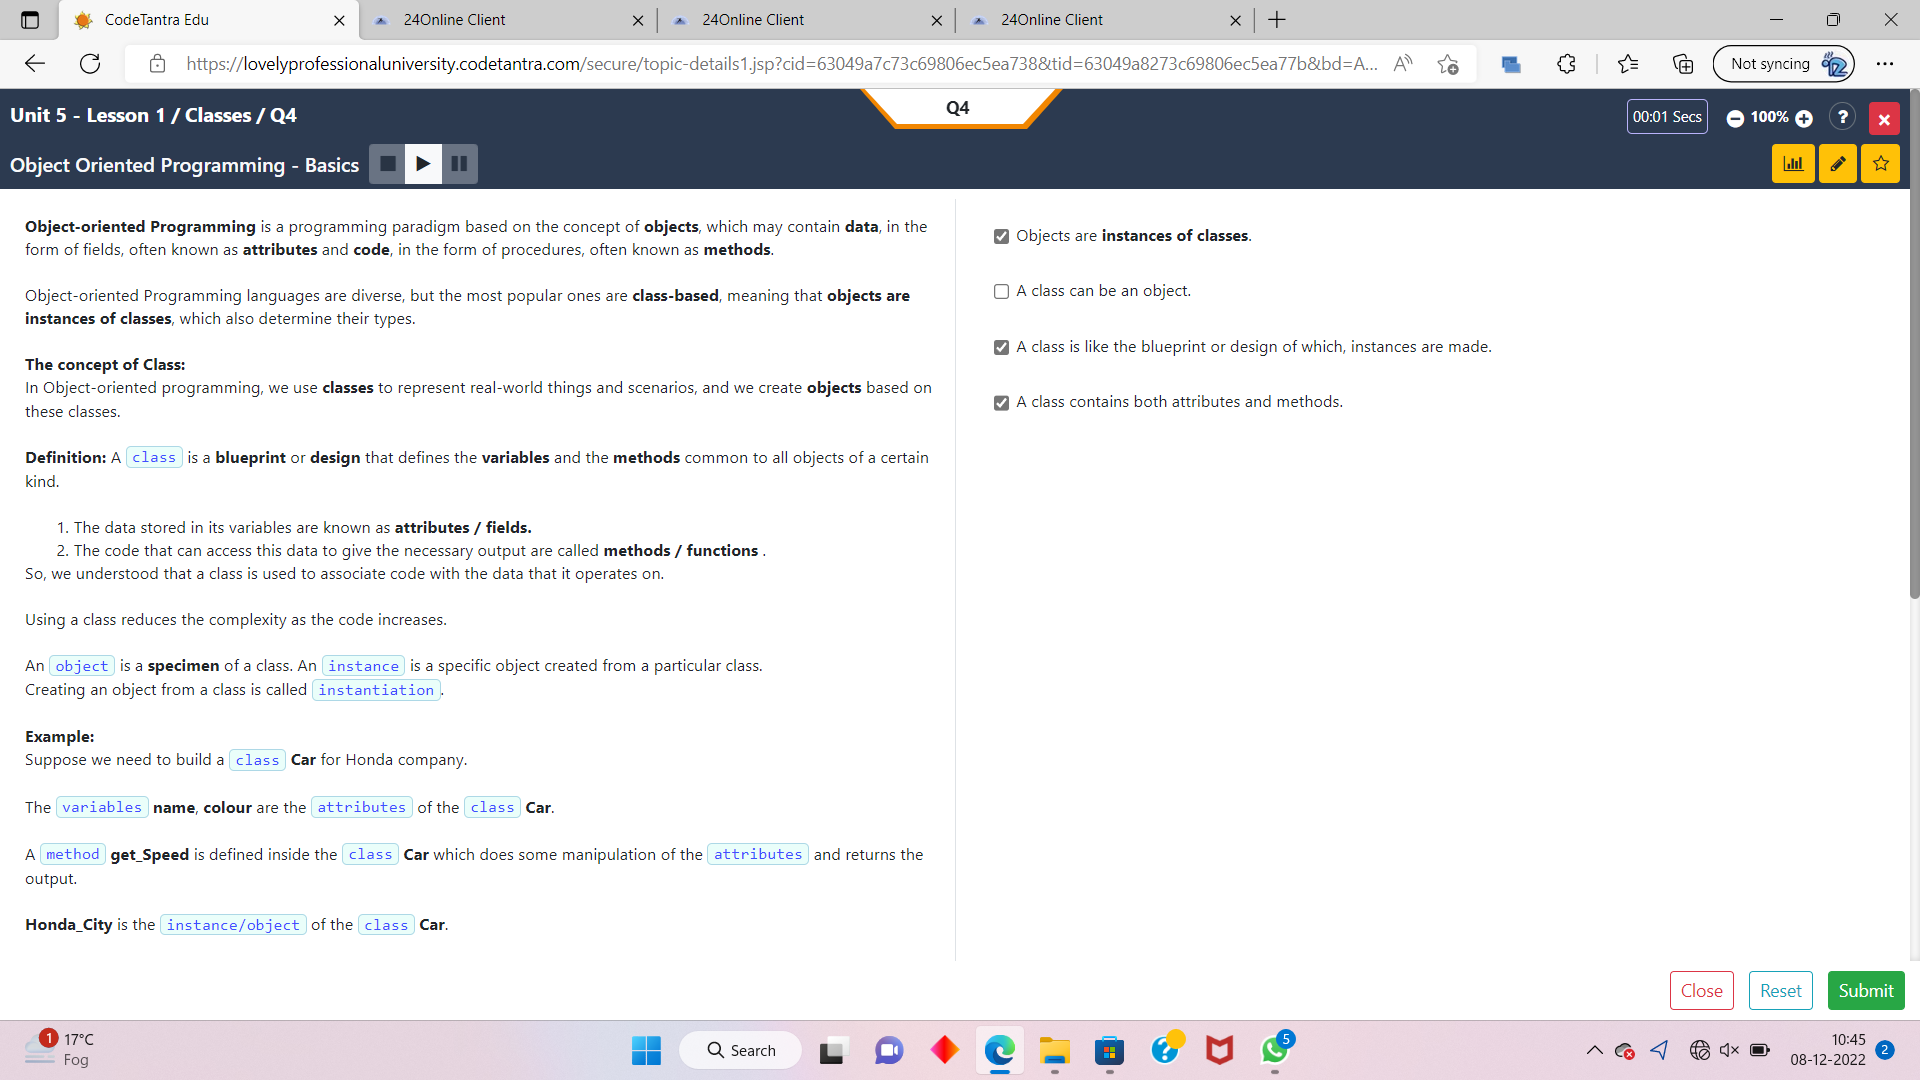 CodeTantra Edu
24Online Client
24Online Client
24Online Client
https://lovelyprofessionaluniversity.codetantra.com/secure/topic-details1.jsp?cid=63049a7c73c69806ec5ea738&tid=63049a8273c69806ec5ea77b&bd=A...
Not syncing
Unit 5 - Lesson 1 / Classes / Q4
Q4
00:01 Secs
100%
?
Object Oriented Programming - Basics
Object-oriented Programming is a programming paradigm based on the concept of objects, which may contain data, in the
form of fields, often known as attributes and code, in the form of procedures, often known as methods.
Object-oriented Programming languages are diverse, but the most popular ones are class-based, meaning that objects are
instances of classes, which also determine their types.
The concept of Class:
In Object-oriented programming, we use classes to represent real-world things and scenarios, and we create objects based on
these classes.
Definition: A class is a blueprint or design that defines the variables and the methods common to all objects of a certain
kind.
1. The data stored in its variables are known as attributes / fields.
2. The code that can access this data to give the necessary output are called methods / functions .
So, we understood that a class is used to associate code with the data that it operates on.
Using a class reduces the complexity as the code increases.
An object is a specimen of a class. An instance is a specific object created from a particular class.
Creating an object from a class is called instantiation.
Example:
Suppose we need to build a class Car for Honda company.
The variables name, colour are the attributes of the class Car.
A method get_Speed is defined inside the class Car which does some manipulation of the attributes and returns the
output.
Honda_City is the instance/object of the class Car.
Objects are instances of classes.
A class can be an object.
A class is like the blueprint or design of which, instances are made.
A class contains both attributes and methods.
Close
Reset
Submit
1
17°C
Fog
Search
5
10:45
08-12-2022
2